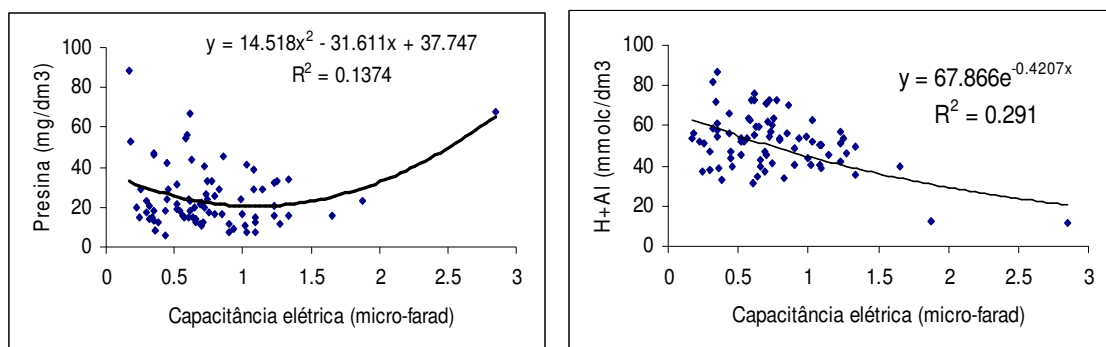 y = 14.518x² - 31.611x + 37.747
R² = 0.1374
Presina (mg/dm3)
100
80
60
40
20
0
0 0.5 1 1.5 2 2.5 3
Capacitância elétrica (micro-farad)
y = 67.866e^-0.4207x
R² = 0.291
H+Al (mmolc/dm3
100
80
60
40
20
0
0 0.5 1 1.5 2 2.5 3
Capacitância elétrica (micro-farad)